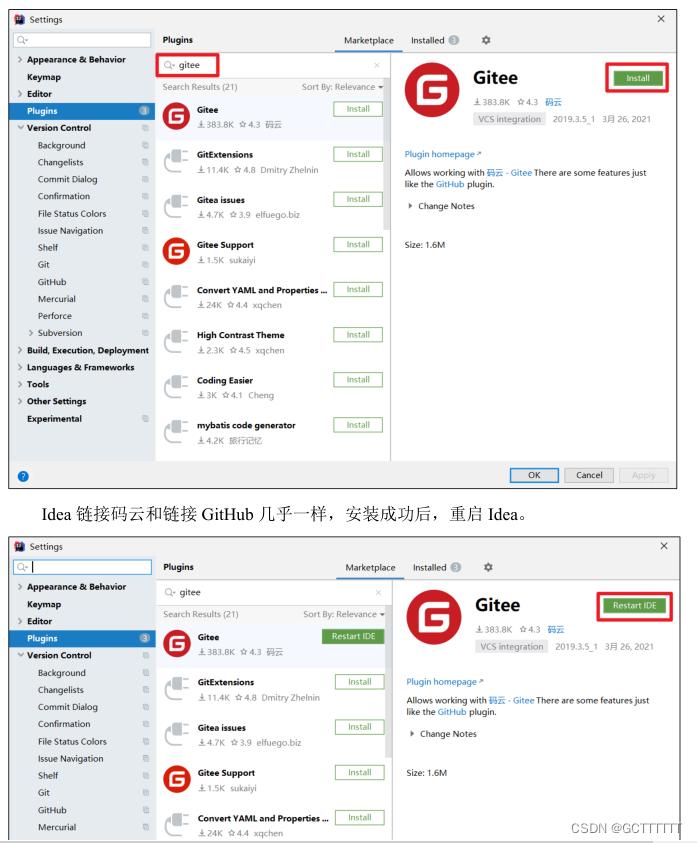 Settings
Plugins
Marketplace
Installed 3
Appearance & Behavior
Keymap
Editor
Plugins 3
Version Control
Background
Changelists
Commit Dialog
Confirmation
File Status Colors
Issue Navigation
Shelf
Git
GitHub
Mercurial
Perforce
Subversion
Build, Execution, Deployment
Languages & Frameworks
Tools
Other Settings
Experimental
gitee
Search Results (21) Sort By: Relevance
Gitee Install
383.8K 4.3 码云
GitExtensions Install
11.4K 4.8 Dmitry Zhelnin
Gitea issues Install
4.7K 3.9 elfuego.biz
Gitee Support Install
1.5K sukaiyi
Convert YAML and Properties ... Install
24K 4.4 xqchen
High Contrast Theme Install
2.3K 4.5 xqchen
Coding Easier Install
3K 4.1 Cheng
mybatis code generator Install
4.2K 旅行记忆
Gitee Install
383.8K 4.3 码云
VCS integration 2019.3.5_1 3月 26, 2021
Plugin homepage
Allows working with 码云 - Gitee There are some features just
like the GitHub plugin.
Change Notes
Size: 1.6M
? OK Cancel Apply
Idea 链接码云和链接 GitHub 几乎一样，安装成功后，重启 Idea。
Settings
Plugins
Marketplace
Installed 3
Appearance & Behavior
Keymap
Editor
Plugins 3
Version Control
Background
Changelists
Commit Dialog
Confirmation
File Status Colors
Issue Navigation
Shelf
Git
GitHub
Mercurial
gitee
Search Results (21) Sort By: Relevance
Gitee Restart IDE
383.8K 4.3 码云
GitExtensions Install
11.4K 4.8 Dmitry Zhelnin
Gitea issues Install
4.7K 3.9 elfuego.biz
Gitee Support Install
1.5K sukaiyi
Convert YAML and Properties ... Install
24K 4.4 xqchen
Gitee Restart IDE
383.8K 4.3 码云
VCS integration 2019.3.5_1 3月 26, 2021
Plugin homepage
Allows working with 码云 - Gitee There are some features just
like the GitHub plugin.
Change Notes
Size: 1.6M
CSDN @GCTTTTTT